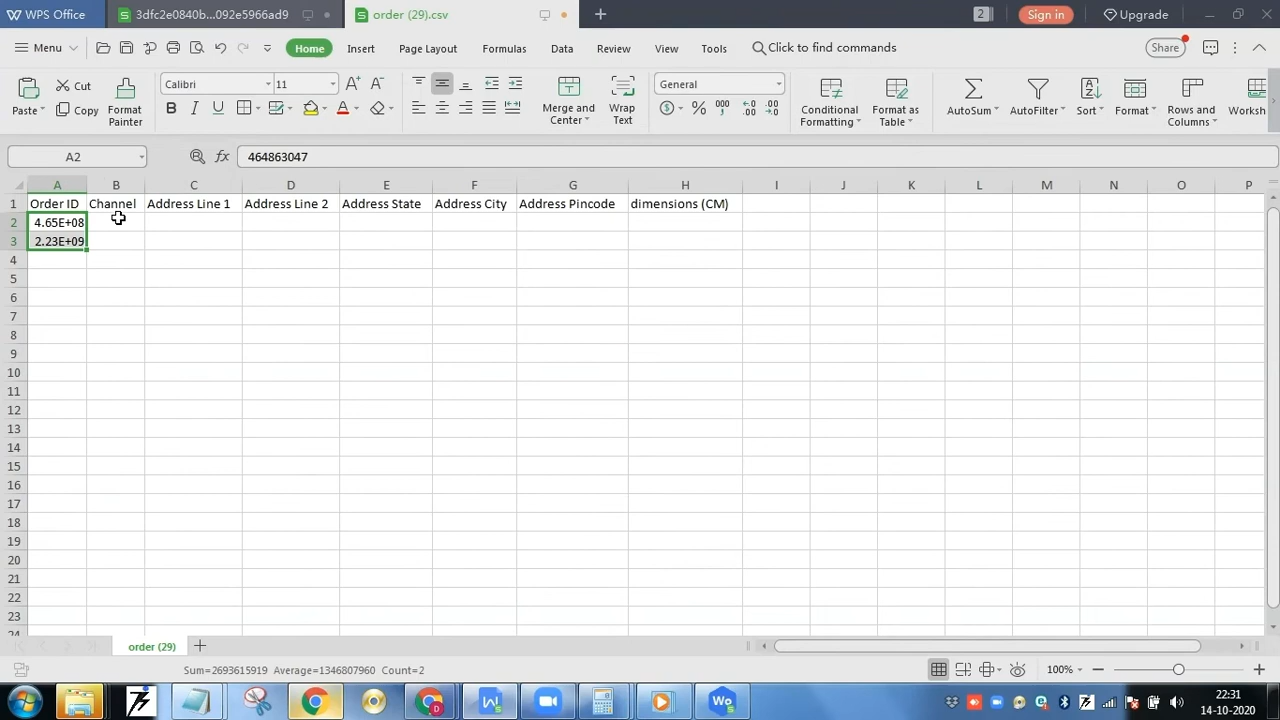 WPS Office
3dfc2e0840b...092e5966ad9
order (29).csv
2
Sign in
Upgrade
Menu
Home
Insert
Page Layout
Formulas
Data
Review
View
Tools
Click to find commands
Share
Paste
Cut
Copy
Format Painter
Calibri
11
B I U A
Merge and Center
Wrap Text
General
Conditional Formatting
Format as Table
AutoSum
AutoFilter
Sort
Format
Rows and Columns
Worksh
A2
fx
464863047
A B C D E F G H I J K L M N O P
1 Order ID Channel Address Line 1 Address Line 2 Address State Address City Address Pincode dimensions (CM)
2 4.65E+08
3 2.23E+09
4
5
6
7
8
9
10
11
12
13
14
15
16
17
18
19
20
21
22
23
24
order (29)
Sum=2693615919 Average=1346807960 Count=2
100%
22:31
14-10-2020